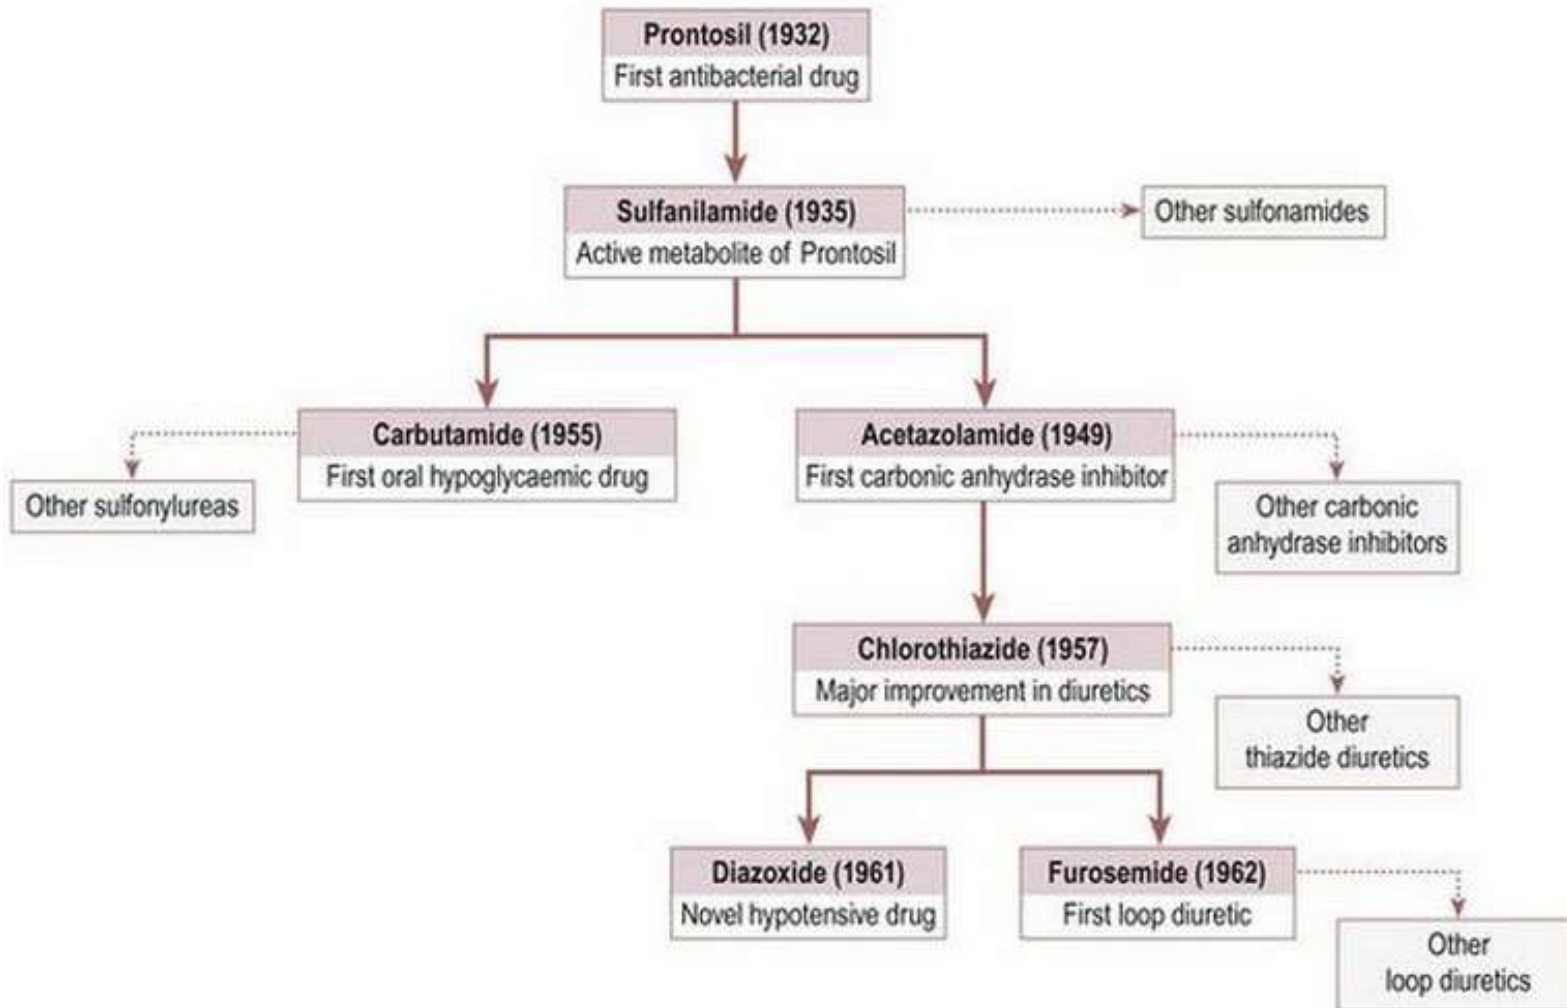 Prontosil (1932)
First antibacterial drug
Sulfanilamide (1935)
Active metabolite of Prontosil
Other sulfonamides
Carbutamide (1955)
First oral hypoglycaemic drug
Other sulfonylureas
Acetazolamide (1949)
First carbonic anhydrase inhibitor
Other carbonic
anhydrase inhibitors
Chlorothiazide (1957)
Major improvement in diuretics
Other
thiazide diuretics
Diazoxide (1961)
Novel hypotensive drug
Furosemide (1962)
First loop diuretic
Other
loop diuretics